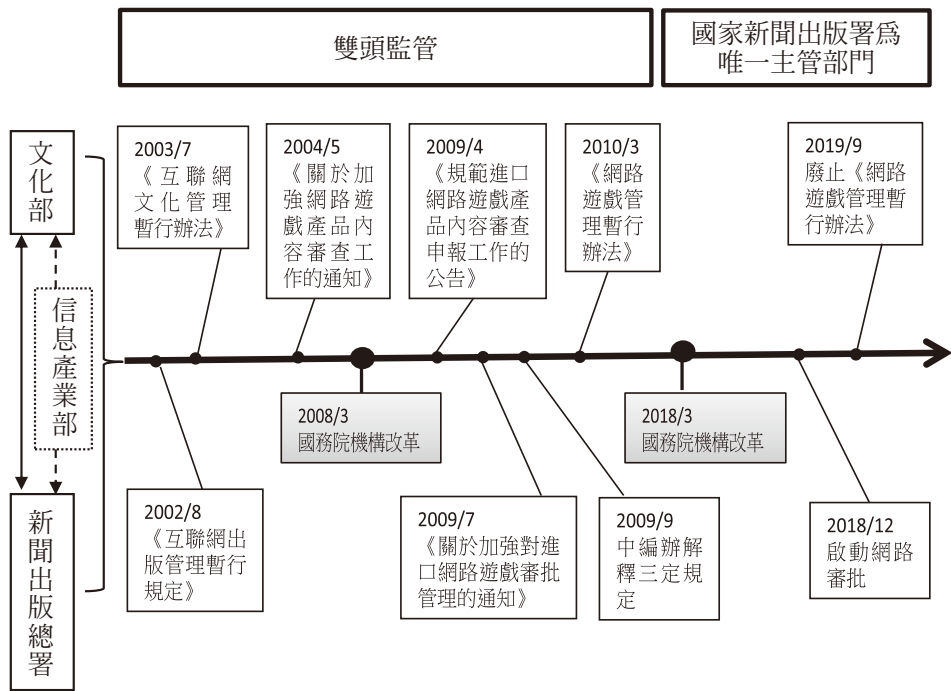 雙頭監管
國家新聞出版署爲
唯一主管部門
文化部
信息產業部
新聞出版總署
2003/7
《互聯網
文化管理
暫行辦法》
2004/5
《關於加
強網路遊
戲產品內
容審查工
作的通知》
2009/4
《規範進口
網路遊戲產
品內容審查
申報工作的
公告》
2010/3
《網路
遊戲管
理暫行
辦法》
2019/9
廢止《網路
遊戲管理暫
行辦法》
2008/3
國務院機構改革
2018/3
國務院機構改革
2002/8
《互聯網出
版管理暫行
規定》
2009/7
《關於加強對進
口網路遊戲審批
管理的通知》
2009/9
中編辦解
釋三定規
定
2018/12
啟動網路
審批